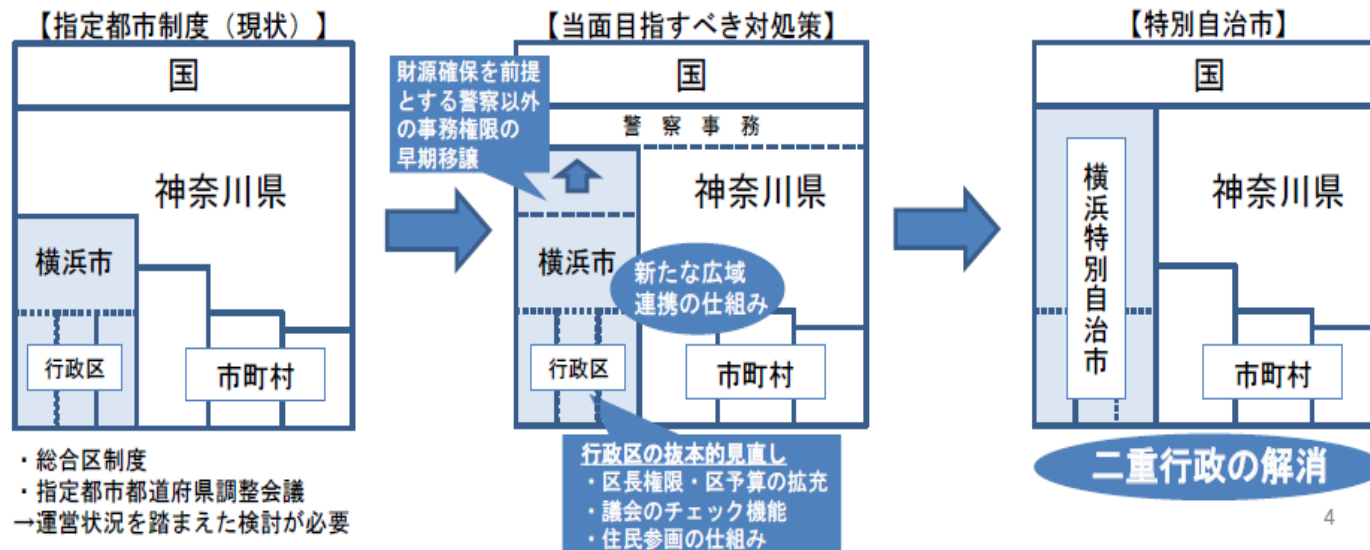 【指定都市制度（現状）】
国
神奈川県
横浜市
行政区
市町村
・総合区制度
・指定都市都道府県調整会議
→運営状況を踏まえた検討が必要
【当面目指すべき対処策】
財源確保を前提
とする警察以外
の事務権限の
早期移譲
国
警察事務
神奈川県
横浜市
新たな広域
連携の仕組み
行政区
市町村
行政区の抜本的見直し
・区長権限・区予算の拡充
・議会のチェック機能
・住民参画の仕組み
【特別自治市】
国
横浜特別自治市
神奈川県
市町村
二重行政の解消
4